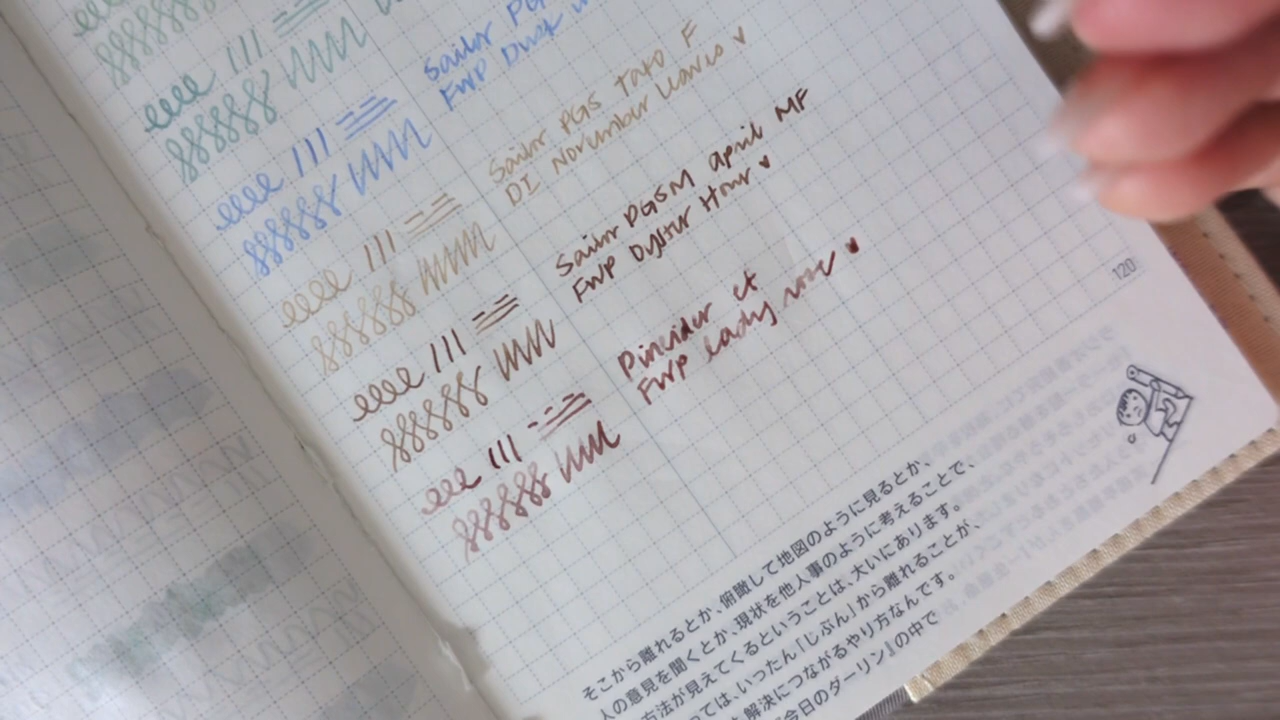 Sailor PG
FWP Dusk
Sailor PGS Taro F
DI November Leaves
Sailor PGSM April MF
FWP Oyster Hour
Pineider ef
FWP Lady rose
120
そこから離れるとか、俯瞰して地図のように見るとか、
人の意見を聞くとか、現状を他人事のように考えることで、
方法が見えてくるということは、大いにあります。
っては、いったん「じぶん」から離れることが、
解決につながるやり方なんです。
今日のダーリン』の中で